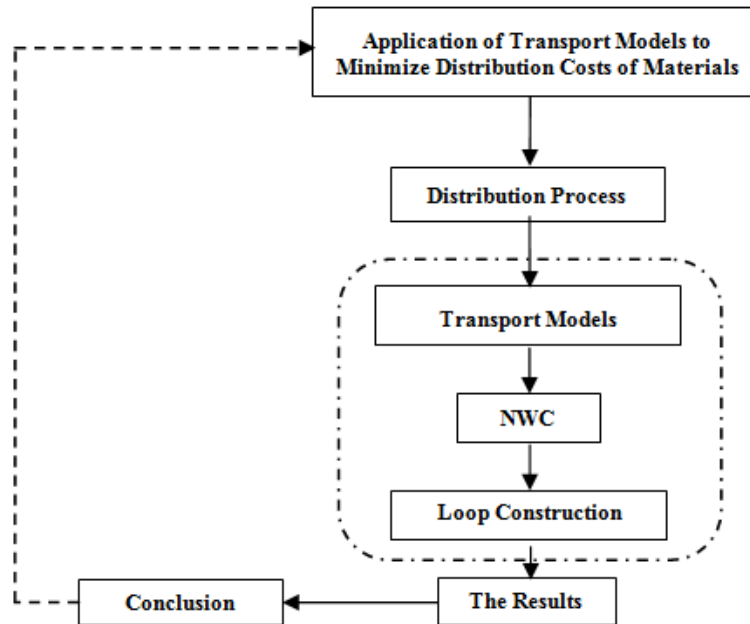 Application of Transport Models to
Minimize Distribution Costs of Materials
Distribution Process
Transport Models
NWC
Loop Construction
The Results
Conclusion